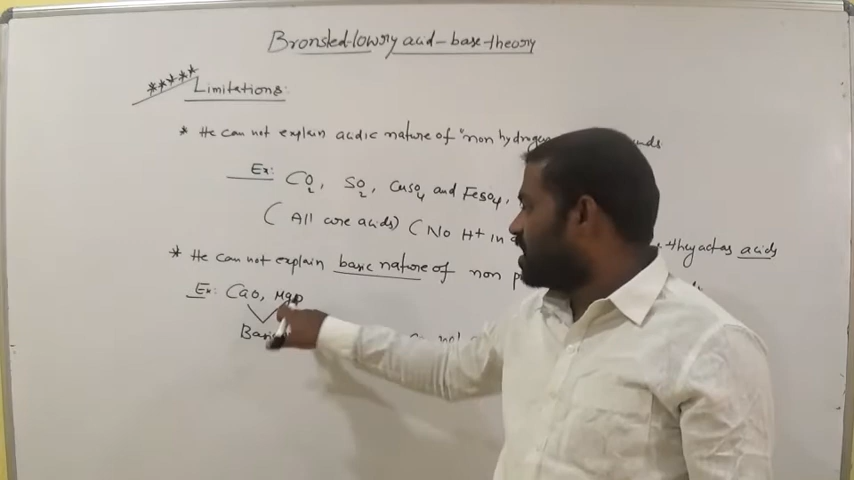 Bronsted-lowry acid-base-theory
Limitations:
* He can not explain acidic nature of "non hydrogen
Ex: CO2, SO2, CuSO4 and FeSO4,
( All are acids) ( No H+ in they act as acids
* He can not explain basic nature of non
Ex: CaO, MgO